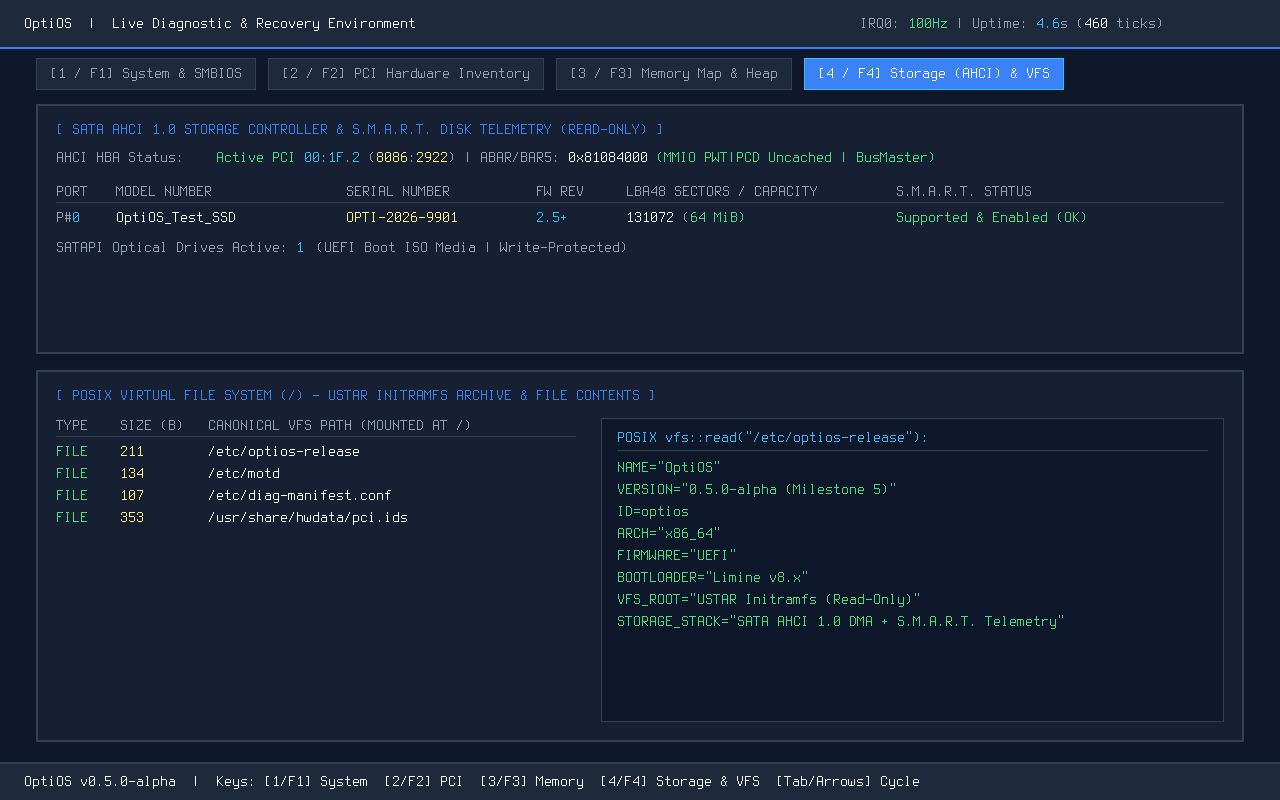 OptiOS | Live Diagnostic & Recovery Environment IRQ0: 100Hz | Uptime: 4.6s (460 ticks)
[1 / F1] System & SMBIOS [2 / F2] PCI Hardware Inventory [3 / F3] Memory Map & Heap [4 / F4] Storage (AHCI) & VFS
[ SATA AHCI 1.0 STORAGE CONTROLLER & S.M.A.R.T. DISK TELEMETRY (READ-ONLY) ]
AHCI HBA Status: Active PCI 00:1F.2 (8086:2922) | ABAR/BAR5: 0x81084000 (MMIO PWT|PCD Uncached | BusMaster)
PORT MODEL NUMBER SERIAL NUMBER FW REV LBA48 SECTORS / CAPACITY S.M.A.R.T. STATUS
P#0 OptiOS_Test_SSD OPTI-2026-9901 2.5+ 131072 (64 MiB) Supported & Enabled (OK)
SATAPI Optical Drives Active: 1 (UEFI Boot ISO Media | Write-Protected)
[ POSIX VIRTUAL FILE SYSTEM (/) - USTAR INITRAMFS ARCHIVE & FILE CONTENTS ]
TYPE SIZE (B) CANONICAL VFS PATH (MOUNTED AT /)
FILE 211 /etc/optios-release
FILE 134 /etc/motd
FILE 107 /etc/diag-manifest.conf
FILE 353 /usr/share/hwdata/pci.ids
POSIX vfs::read("/etc/optios-release"):
NAME="OptiOS"
VERSION="0.5.0-alpha (Milestone 5)"
ID=optios
ARCH="x86_64"
FIRMWARE="UEFI"
BOOTLOADER="Limine v8.x"
VFS_ROOT="USTAR Initramfs (Read-Only)"
STORAGE_STACK="SATA AHCI 1.0 DMA + S.M.A.R.T. Telemetry"
OptiOS v0.5.0-alpha | Keys: [1/F1] System [2/F2] PCI [3/F3] Memory [4/F4] Storage & VFS [Tab/Arrows] Cycle